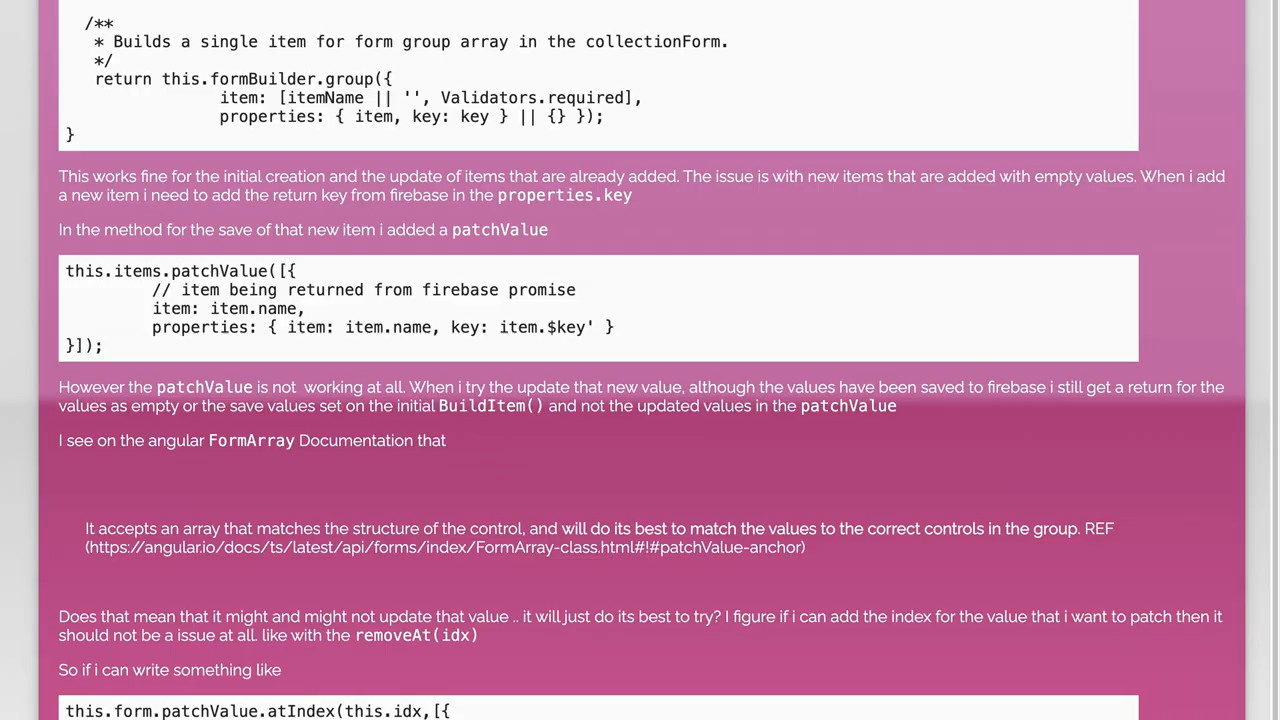 /**
* Builds a single item for form group array in the collectionForm.
*/
return this.formBuilder.group({
item: [itemName || '', Validators.required],
properties: { item, key: key } || {} });
}
This works fine for the initial creation and the update of items that are already added. The issue is with new items that are added with empty values. When i add
a new item i need to add the return key from firebase in the properties.key
In the method for the save of that new item i added a patchValue
this.items.patchValue([{
// item being returned from firebase promise
item: item.name,
properties: { item: item.name, key: item.$key' }
}]);
However the patchValue is not working at all. When i try the update that new value, although the values have been saved to firebase i still get a return for the
values as empty or the save values set on the initial BuildItem() and not the updated values in the patchValue
I see on the angular FormArray Documentation that
It accepts an array that matches the structure of the control, and will do its best to match the values to the correct controls in the group. REF
(https://angular.io/docs/ts/latest/api/forms/index/FormArray-class.html#!#patchValue-anchor)
Does that mean that it might and might not update that value .. it will just do its best to try? I figure if i can add the index for the value that i want to patch then it
should not be a issue at all. like with the removeAt(idx)
So if i can write something like
this.form.patchValue.atIndex(this.idx,[{